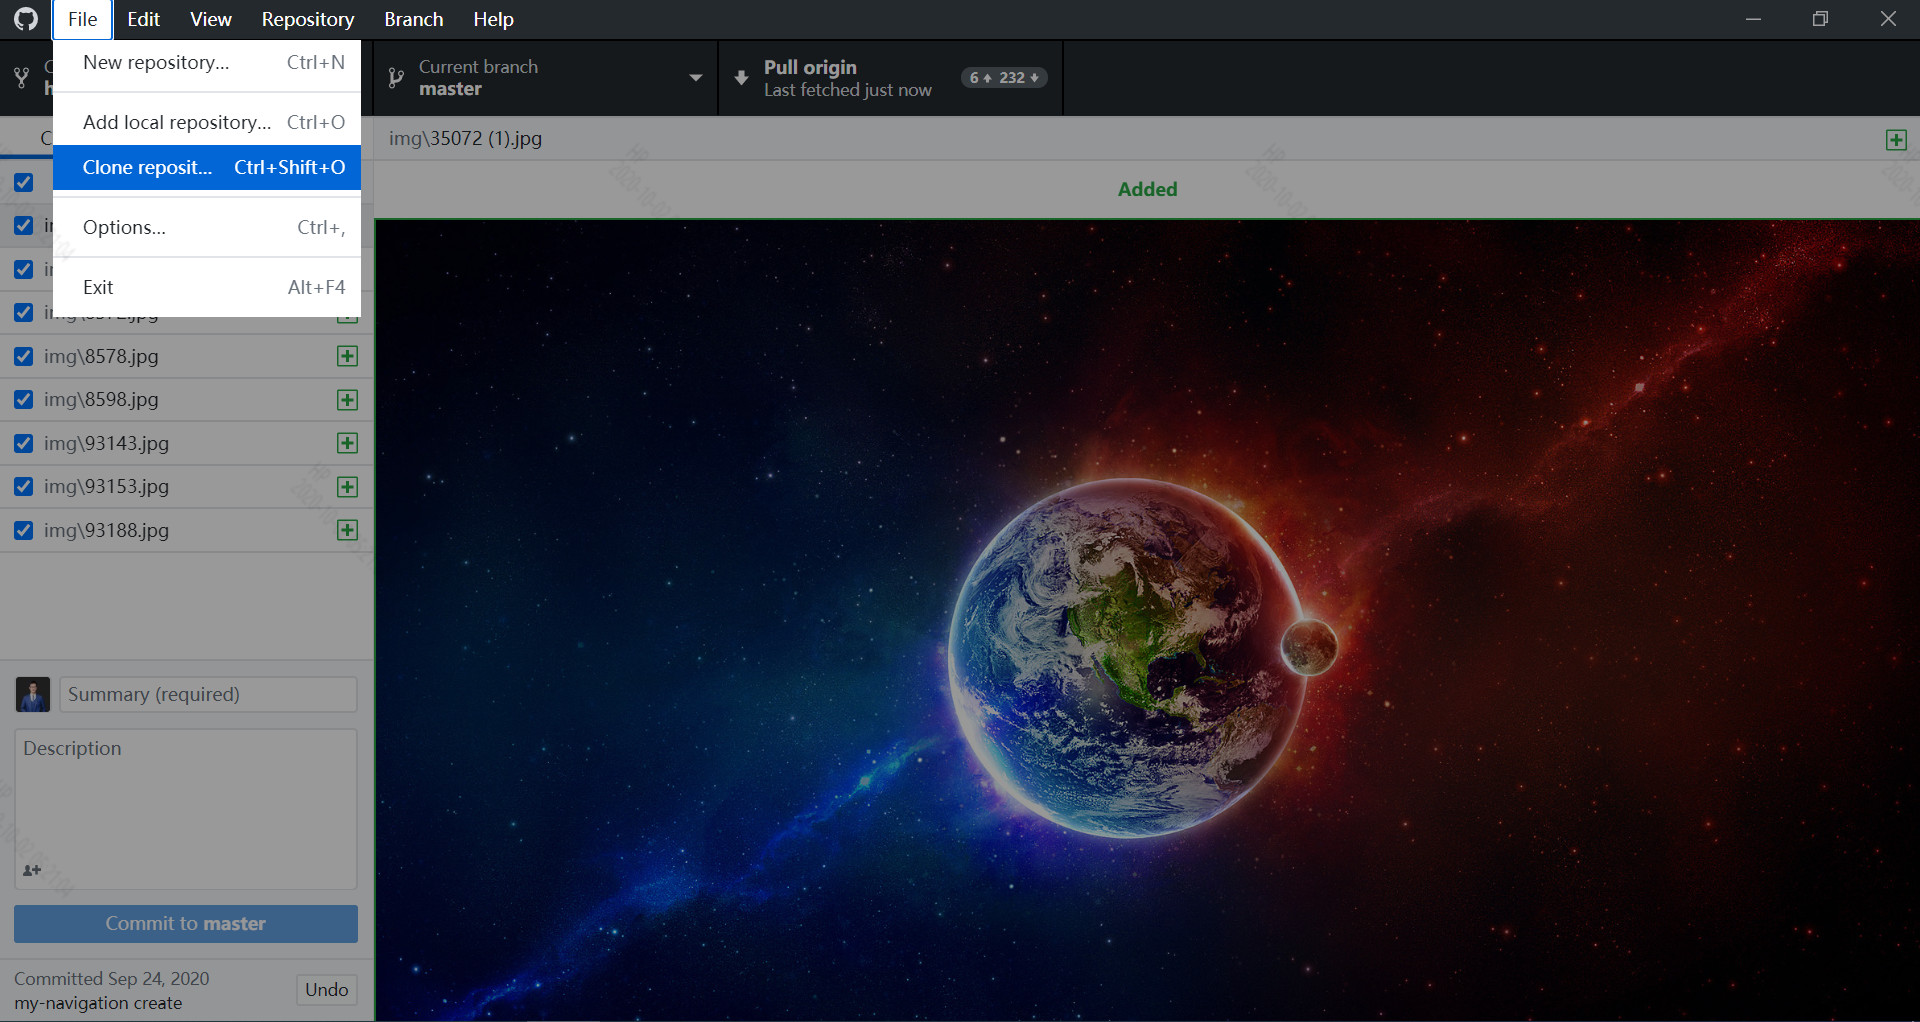 File Edit View Repository Branch Help
New repository... Ctrl+N
Add local repository... Ctrl+O
Clone reposit... Ctrl+Shift+O
Options... Ctrl+,
Exit Alt+F4
Current branch
master
Pull origin
Last fetched just now
6 232
img\35072 (1).jpg
Added
img\8578.jpg
img\8598.jpg
img\93143.jpg
img\93153.jpg
img\93188.jpg
Summary (required)
Description
Commit to master
Committed Sep 24, 2020
my-navigation create
Undo